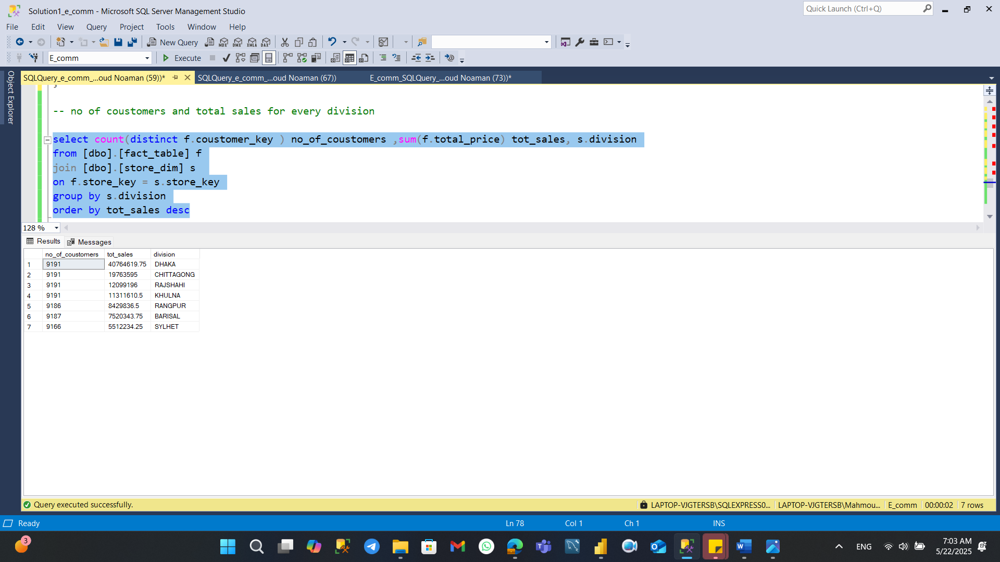 Solution1_e_comm - Microsoft SQL Server Management Studio
Quick Launch (Ctrl+Q)
File Edit View Query Project Tools Window Help
New Query MDX DMX XMLA DAX
E_comm Execute
Object Explorer
SQLQuery_e_comm_...oud Noaman (59))* SQLQuery_e_comm_...oud Noaman (67)) E_comm_SQLQuery_...oud Noaman (73))*
-- no of coustomers and total sales for every division
select count(distinct f.coustomer_key ) no_of_coustomers ,sum(f.total_price) tot_sales, s.division
from [dbo].[fact_table] f
join [dbo].[store_dim] s
on f.store_key = s.store_key
group by s.division
order by tot_sales desc
128 %
Results Messages
no_of_coustomers tot_sales division
1 9191 40764619.75 DHAKA
2 9191 19763595 CHITTAGONG
3 9191 12099196 RAJSHAHI
4 9191 11311610.5 KHULNA
5 9186 8429836.5 RANGPUR
6 9187 7520343.75 BARISAL
7 9166 5512234.25 SYLHET
Query executed successfully. LAPTOP-VJGTERSB\SQLEXPRESS0... LAPTOP-VJGTERSB\Mahmou... E_comm 00:00:02 7 rows
Ready Ln 78 Col 1 Ch 1 INS
3
ENG
7:03 AM
5/22/2025